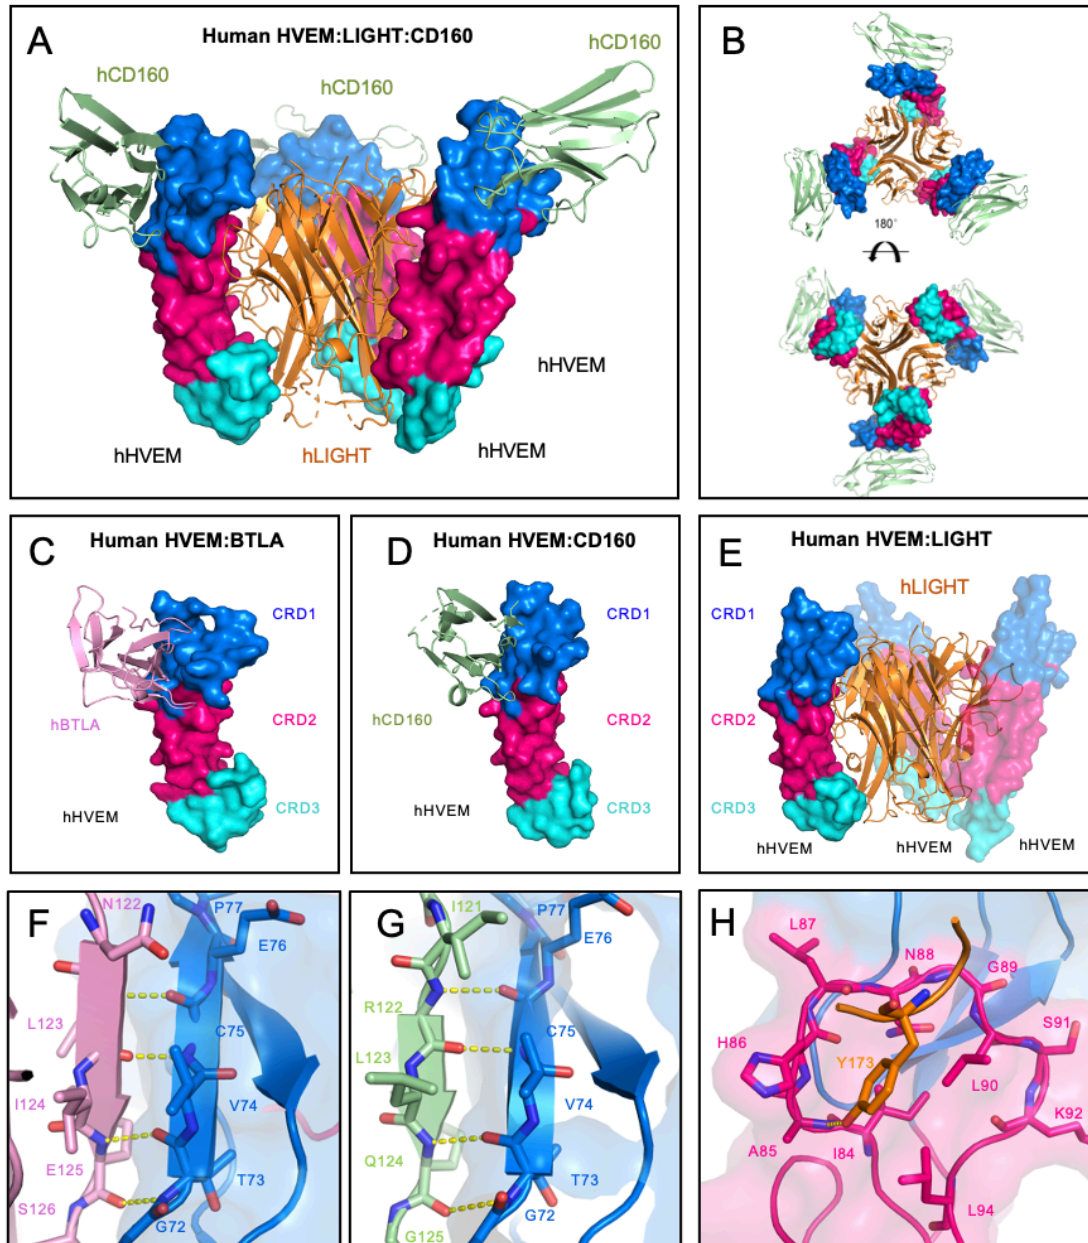 A
Human HVEM:LIGHT:CD160
hCD160
hCD160
hCD160
hHVEM
hHVEM
hLIGHT
hHVEM
B
180°
C
Human HVEM:BTLA
CRD1
CRD2
hBTLA
CRD3
hHVEM
D
Human HVEM:CD160
CRD1
CRD2
hCD160
CRD3
hHVEM
E
Human HVEM:LIGHT
hLIGHT
CRD1
CRD2
CRD3
hHVEM
hHVEM
hHVEM
F
N122
P77
E76
L123
C75
I124
V74
E125
T73
S126
G72
G
I121
P77
E76
R122
C75
L123
V74
Q124
T73
G72
G125
H
L87
N88
G89
S91
H86
Y173
L90
K92
A85
I84
L94